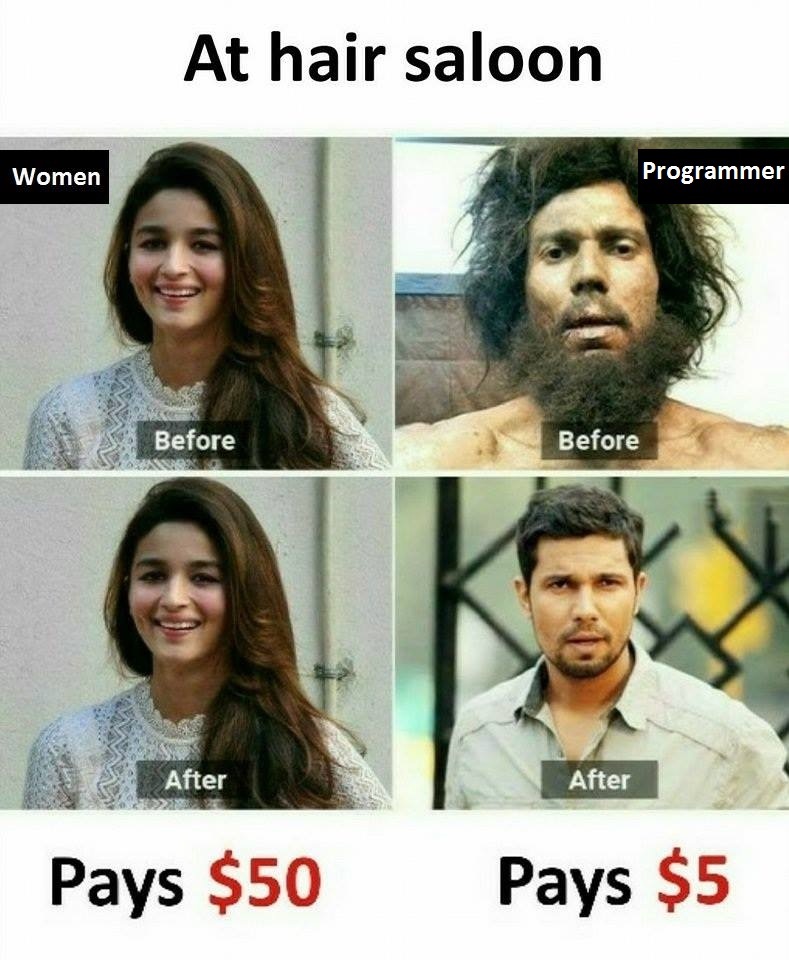 At hair saloon
Women
Programmer
Before
Before
After
After
Pays $50
Pays $5